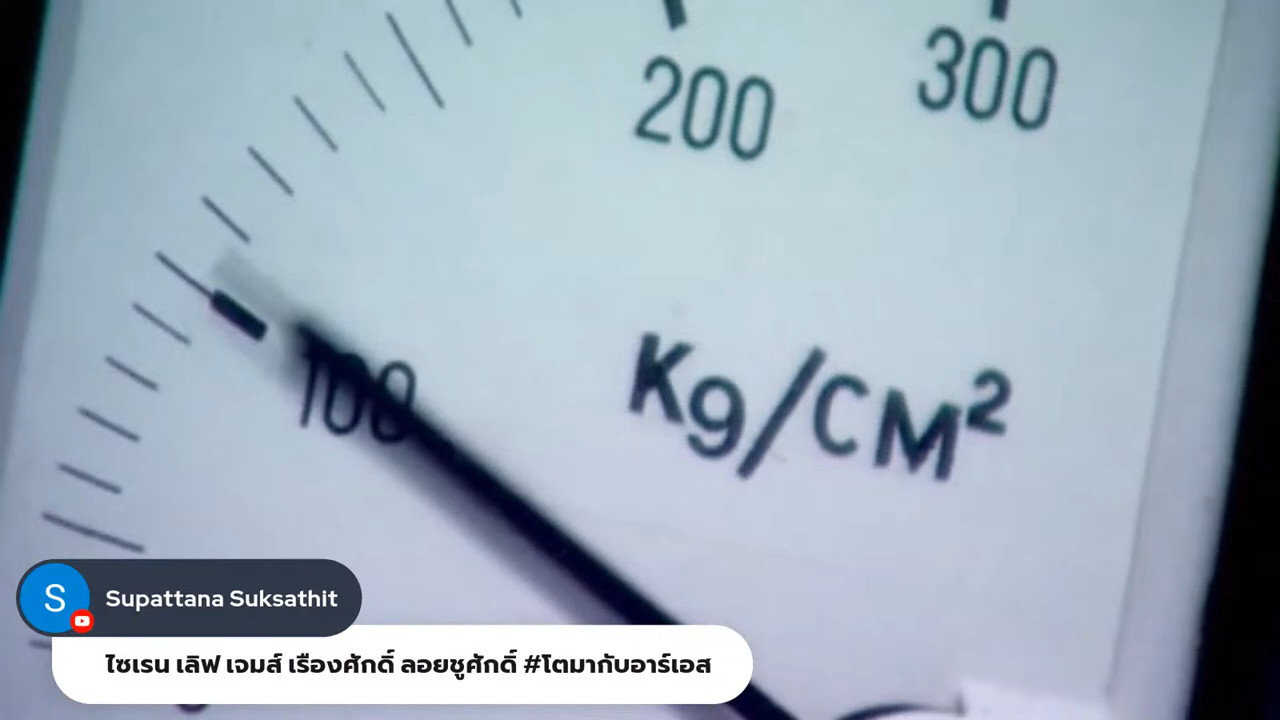 200
300
100
Kg/CM²
S
Supattana Suksathit
ไซเรน เลิฟ เจมส์ เรืองศักดิ์ ลอยชูศักดิ์ #โตมากับอาร์เอส